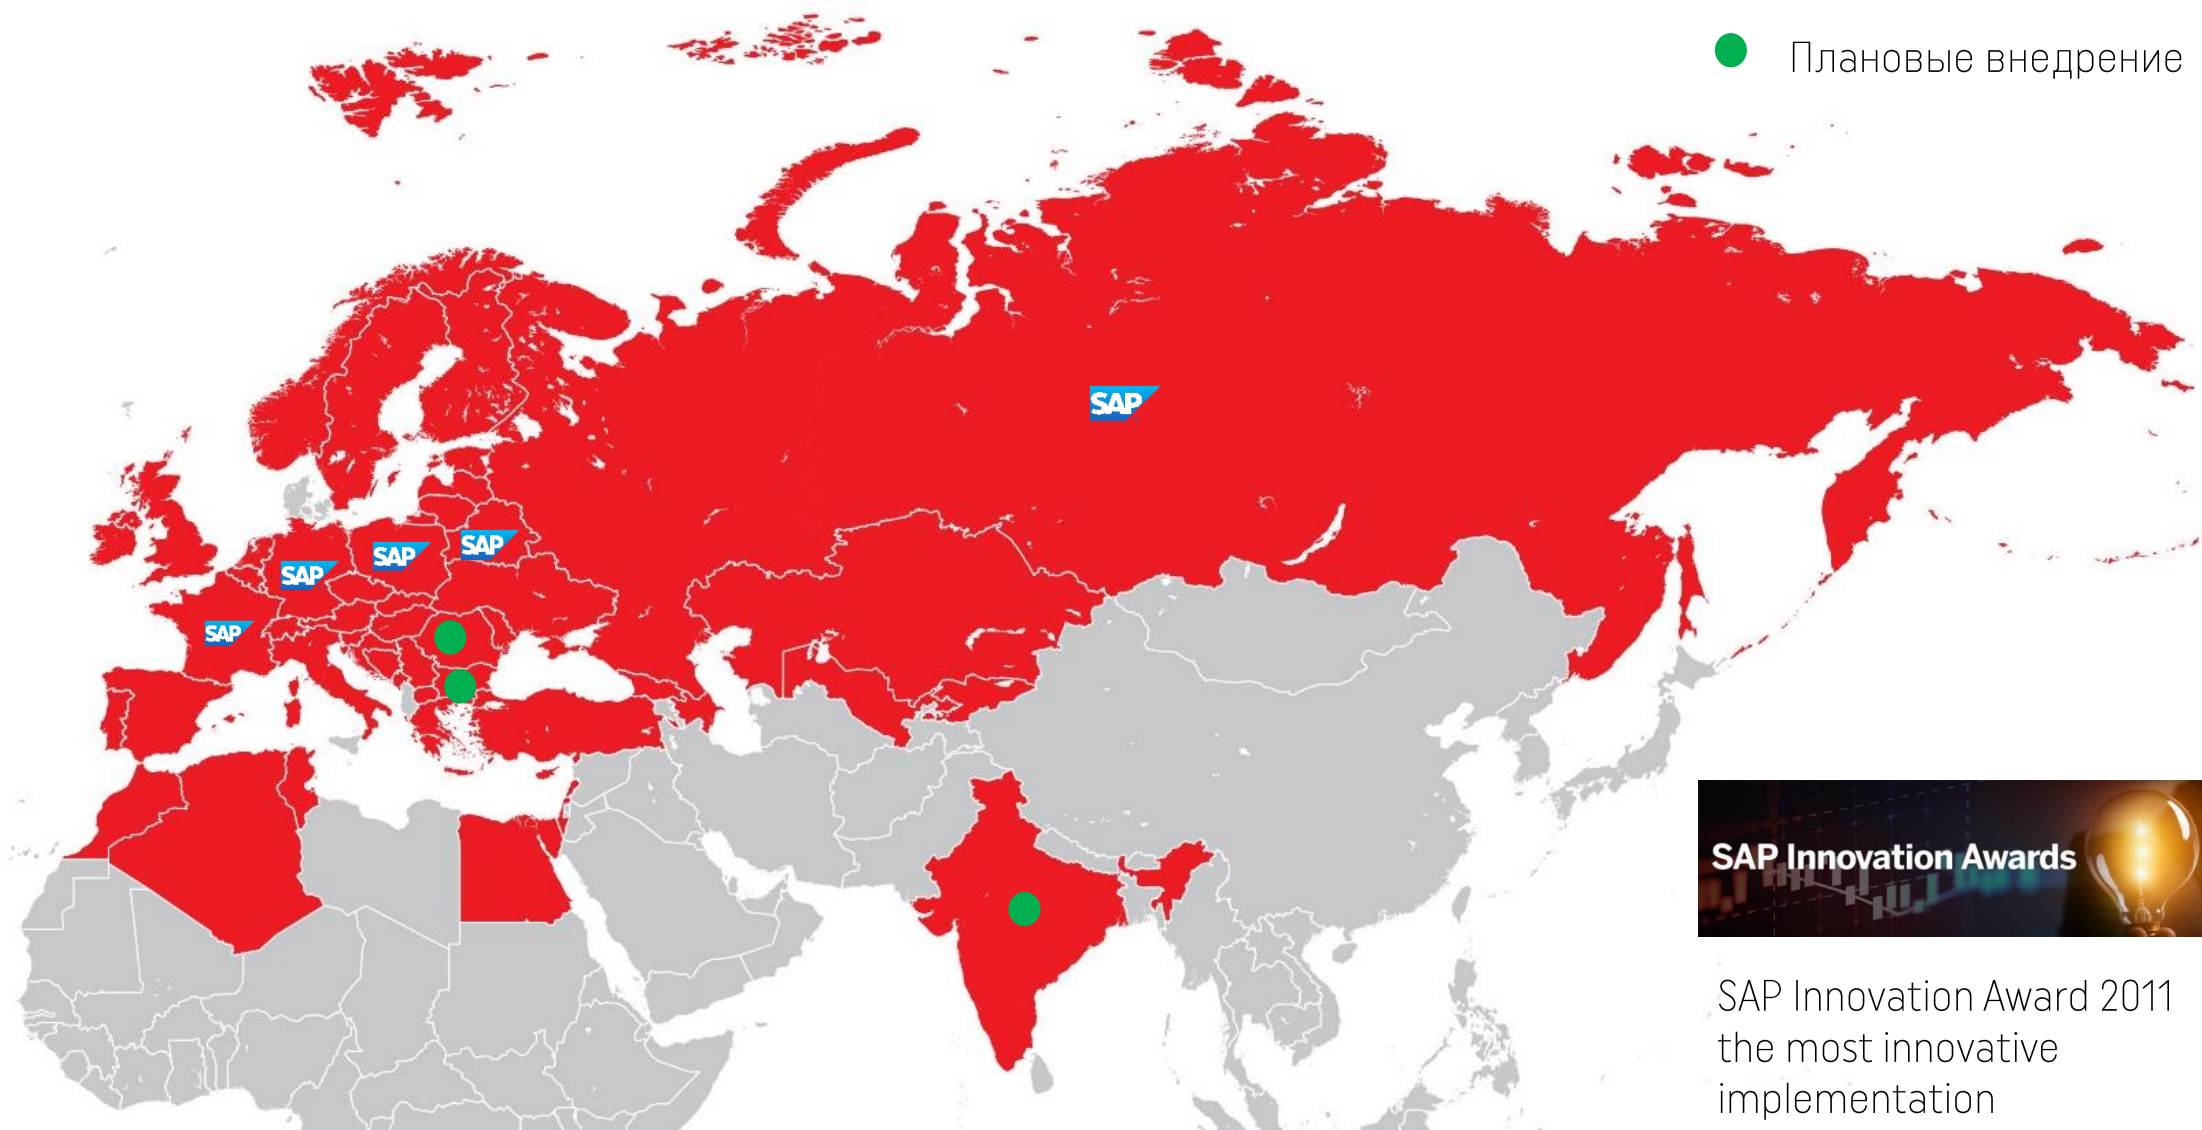 Плановые внедрение
SAP
SAP
SAP
SAP
SAP
SAP Innovation Awards
SAP Innovation Award 2011
the most innovative
implementation